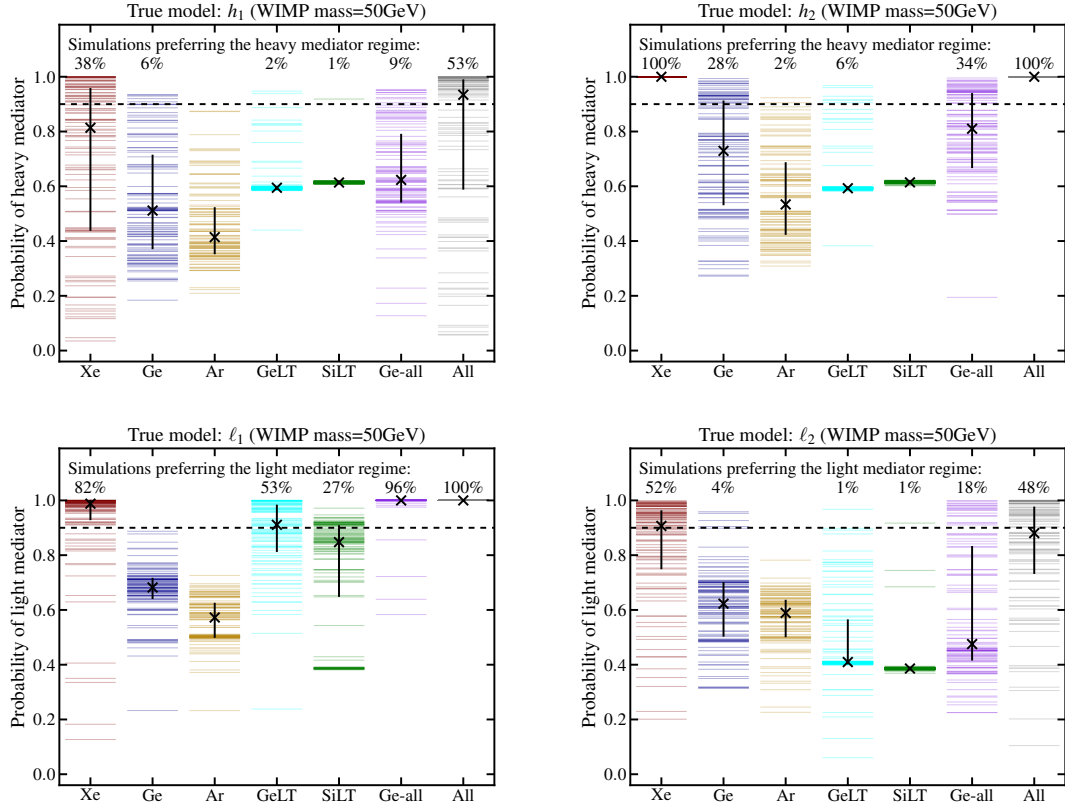 True model: h₁ (WIMP mass=50GeV)
Simulations preferring the heavy mediator regime:
38% 6% 2% 1% 9% 53%
Probability of heavy mediator
1.0
0.8
0.6
0.4
0.2
0.0
Xe Ge Ar GeLT SiLT Ge-all All
True model: h₂ (WIMP mass=50GeV)
Simulations preferring the heavy mediator regime:
100% 28% 2% 6% 34% 100%
Probability of heavy mediator
1.0
0.8
0.6
0.4
0.2
0.0
Xe Ge Ar GeLT SiLT Ge-all All
True model: ℓ₁ (WIMP mass=50GeV)
Simulations preferring the light mediator regime:
82% 53% 27% 96% 100%
Probability of light mediator
1.0
0.8
0.6
0.4
0.2
0.0
Xe Ge Ar GeLT SiLT Ge-all All
True model: ℓ₂ (WIMP mass=50GeV)
Simulations preferring the light mediator regime:
52% 4% 1% 1% 18% 48%
Probability of light mediator
1.0
0.8
0.6
0.4
0.2
0.0
Xe Ge Ar GeLT SiLT Ge-all All